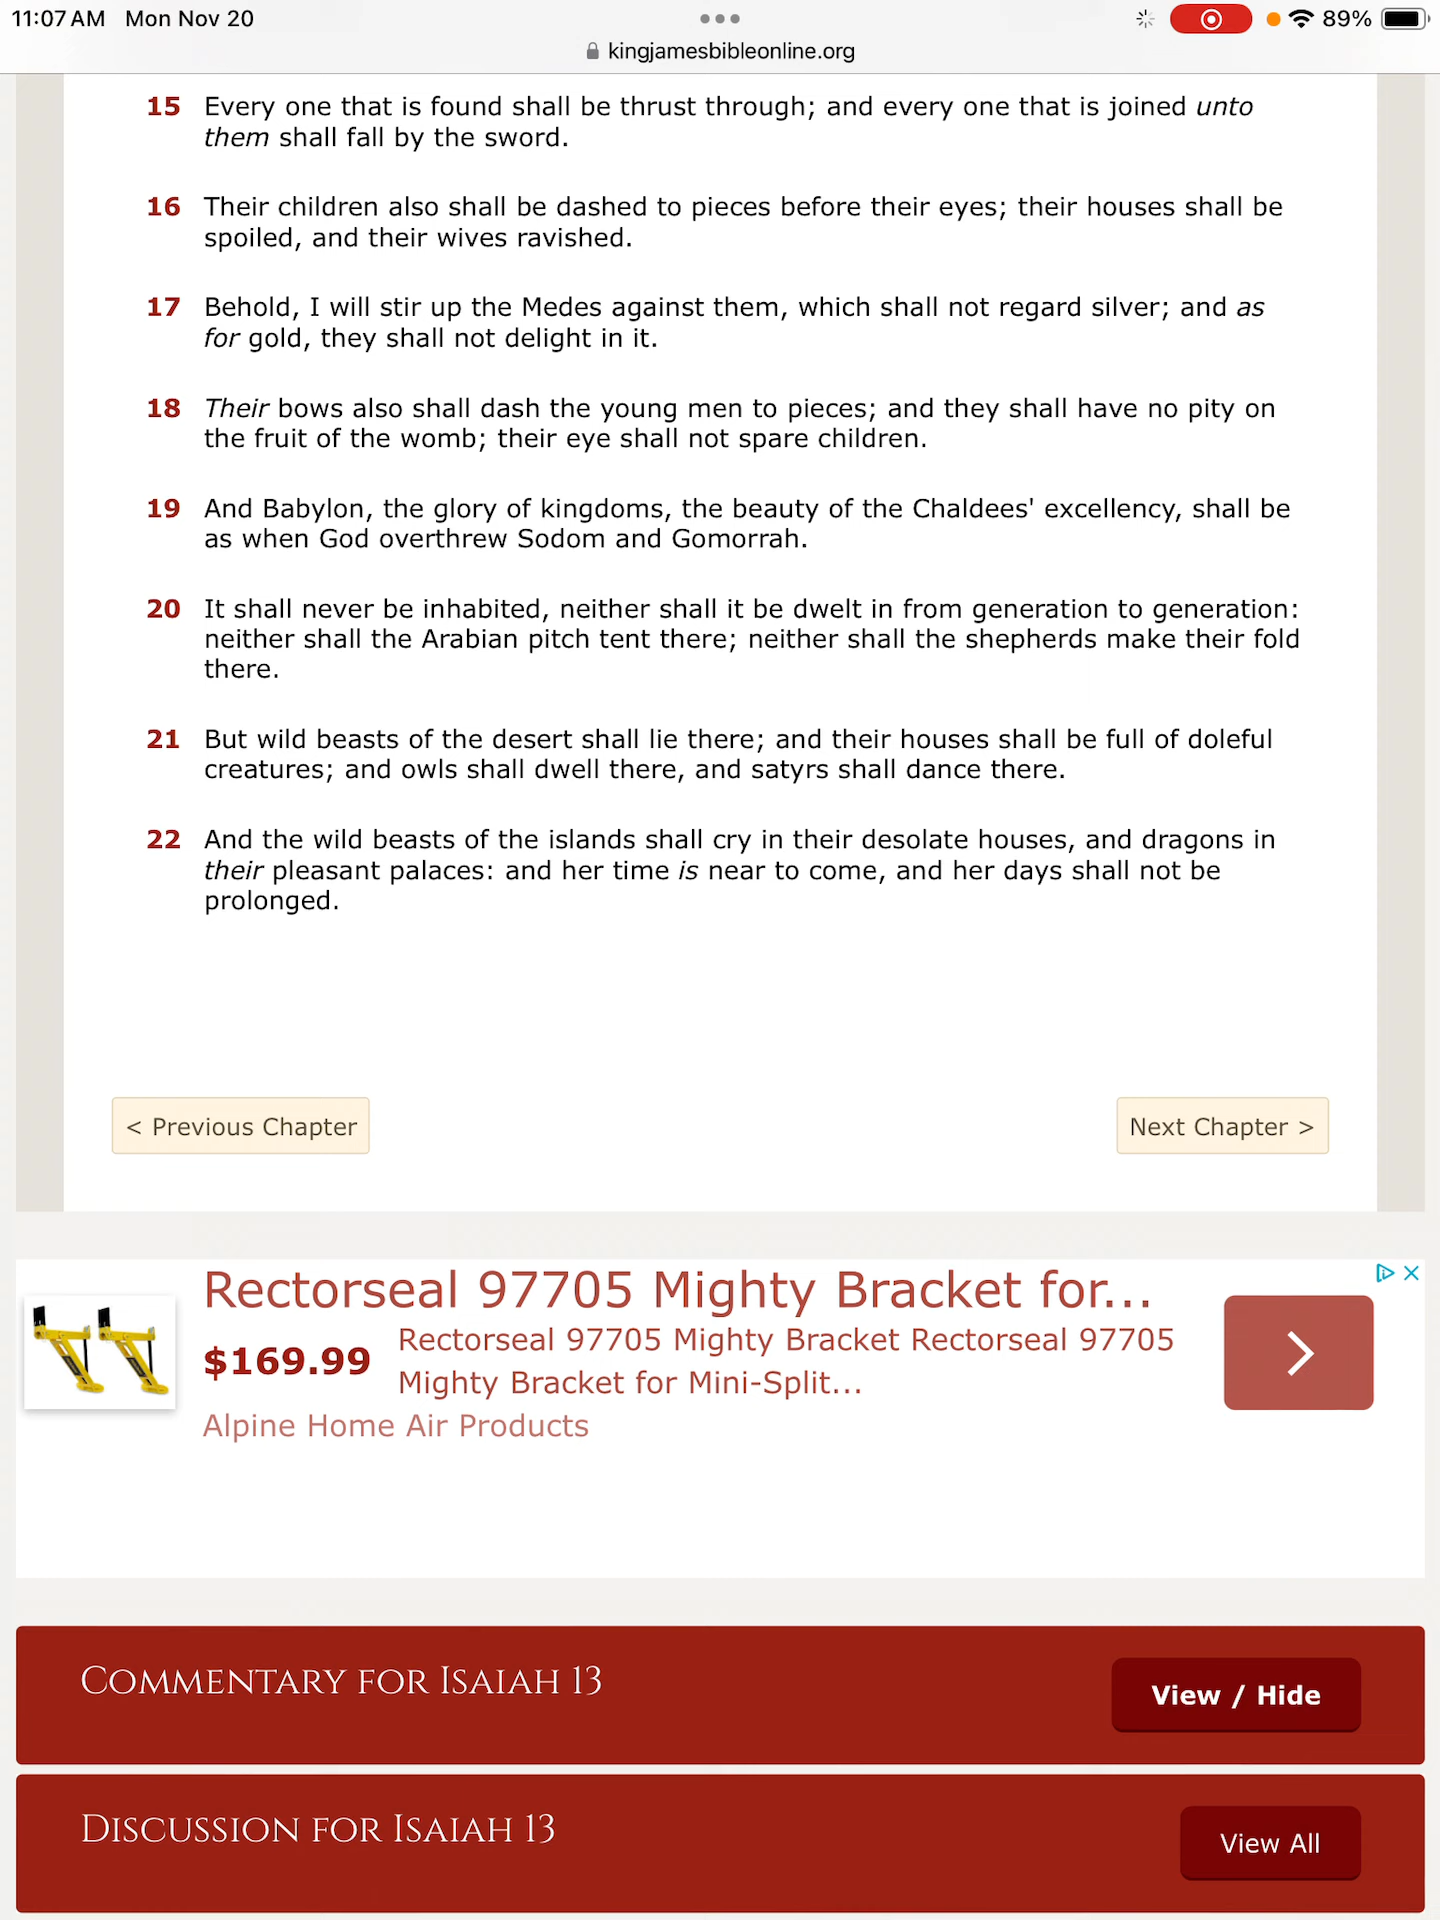 11:07 AM Mon Nov 20
89%
kingjamesbibleonline.org
15 Every one that is found shall be thrust through; and every one that is joined unto
them shall fall by the sword.
16 Their children also shall be dashed to pieces before their eyes; their houses shall be
spoiled, and their wives ravished.
17 Behold, I will stir up the Medes against them, which shall not regard silver; and as
for gold, they shall not delight in it.
18 Their bows also shall dash the young men to pieces; and they shall have no pity on
the fruit of the womb; their eye shall not spare children.
19 And Babylon, the glory of kingdoms, the beauty of the Chaldees' excellency, shall be
as when God overthrew Sodom and Gomorrah.
20 It shall never be inhabited, neither shall it be dwelt in from generation to generation:
neither shall the Arabian pitch tent there; neither shall the shepherds make their fold
there.
21 But wild beasts of the desert shall lie there; and their houses shall be full of doleful
creatures; and owls shall dwell there, and satyrs shall dance there.
22 And the wild beasts of the islands shall cry in their desolate houses, and dragons in
their pleasant palaces: and her time is near to come, and her days shall not be
prolonged.
< Previous Chapter
Next Chapter >
Rectorseal 97705 Mighty Bracket for...
$169.99
Rectorseal 97705 Mighty Bracket Rectorseal 97705
Mighty Bracket for Mini-Split...
Alpine Home Air Products
Commentary for Isaiah 13
View / Hide
Discussion for Isaiah 13
View All